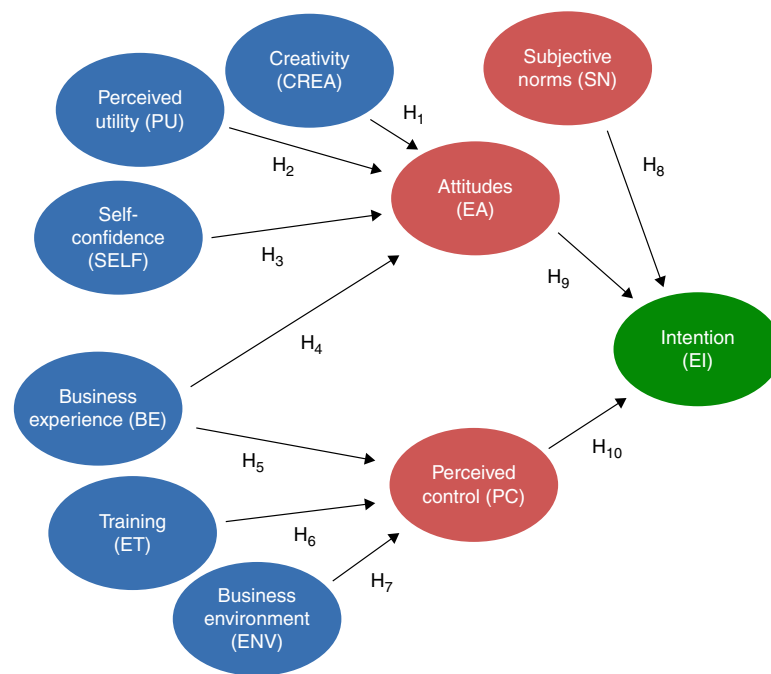 Creativity
(CREA)
Subjective
norms (SN)
Perceived
utility (PU)
H1
H2
H8
Attitudes
(EA)
Self-
confidence
(SELF)
H3
H9
H4
Intention
(EI)
Business
experience (BE)
H5
H10
Perceived
control (PC)
Training
(ET)
H6
H7
Business
environment
(ENV)